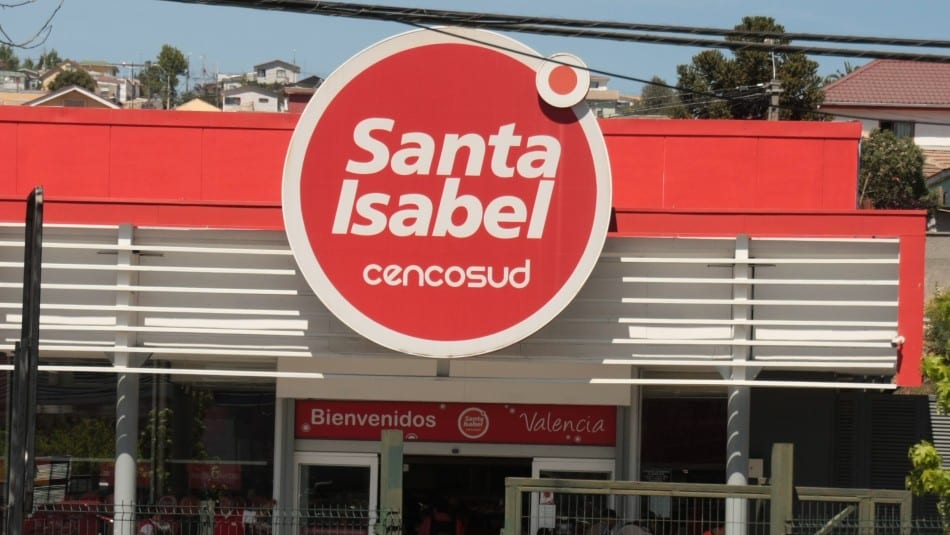 Santa
Isabel
cencosud
Bienvenidos
Santa
Isabel
Valencia